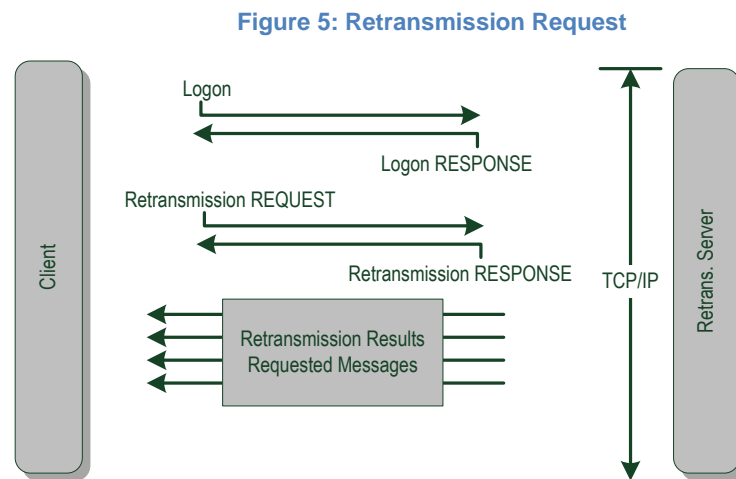 Figure 5: Retransmission Request
Client
Logon
Logon RESPONSE
Retransmission REQUEST
Retransmission RESPONSE
Retransmission Results
Requested Messages
TCP/IP
Retrans. Server